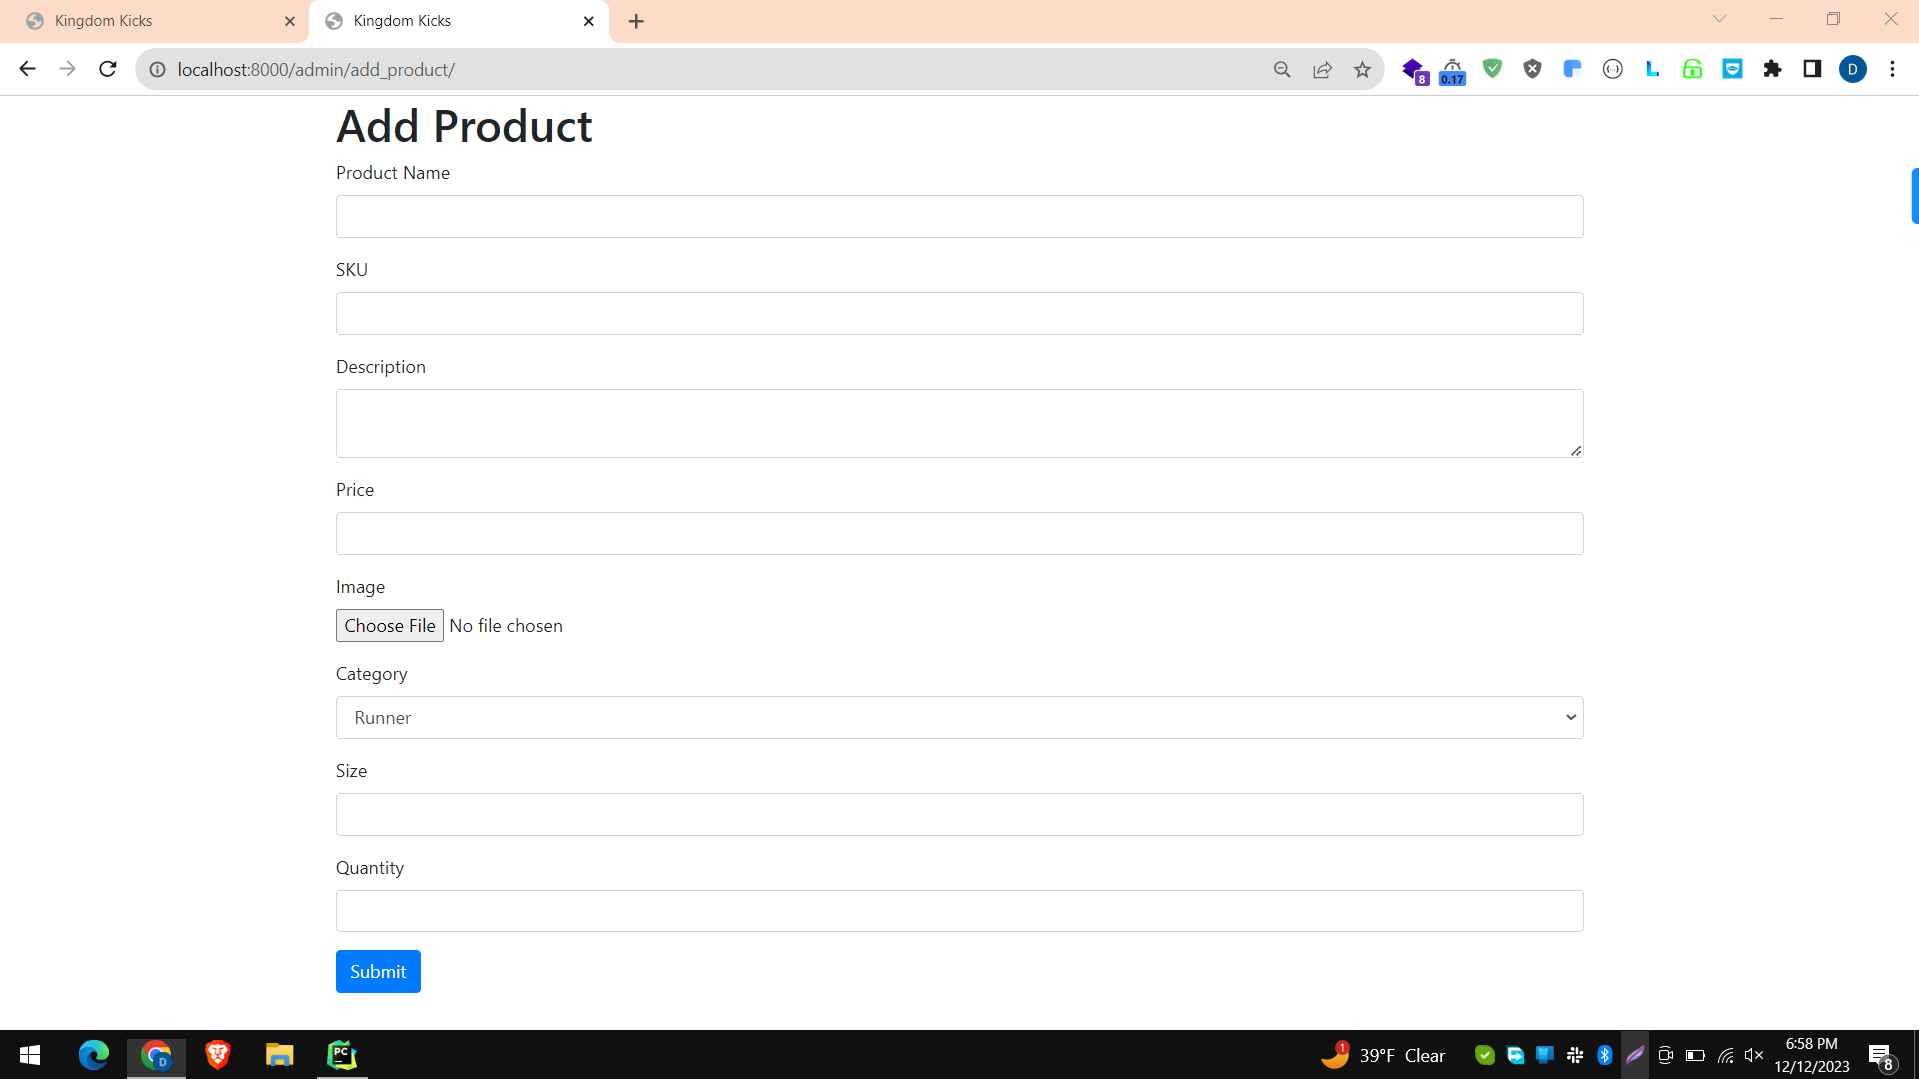 Kingdom Kicks
Kingdom Kicks
localhost:8000/admin/add_product/
8
0.17
D
Add Product
Product Name
SKU
Description
Price
Image
Choose File No file chosen
Category
Runner
Size
Quantity
Submit
D
PC
1
39°F Clear
6:58 PM
12/12/2023
8